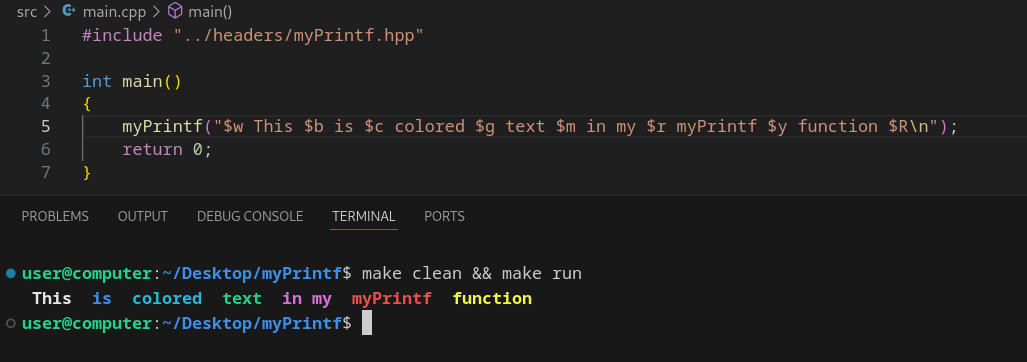 src > main.cpp > main()
1 #include "../headers/myPrintf.hpp"
2
3 int main()
4 {
5 myPrintf("$w This $b is $c colored $g text $m in my $r myPrintf $y function $R\n");
6 return 0;
7 }
PROBLEMS OUTPUT DEBUG CONSOLE TERMINAL PORTS
user@computer:~/Desktop/myPrintf$ make clean && make run
This is colored text in my myPrintf function
user@computer:~/Desktop/myPrintf$